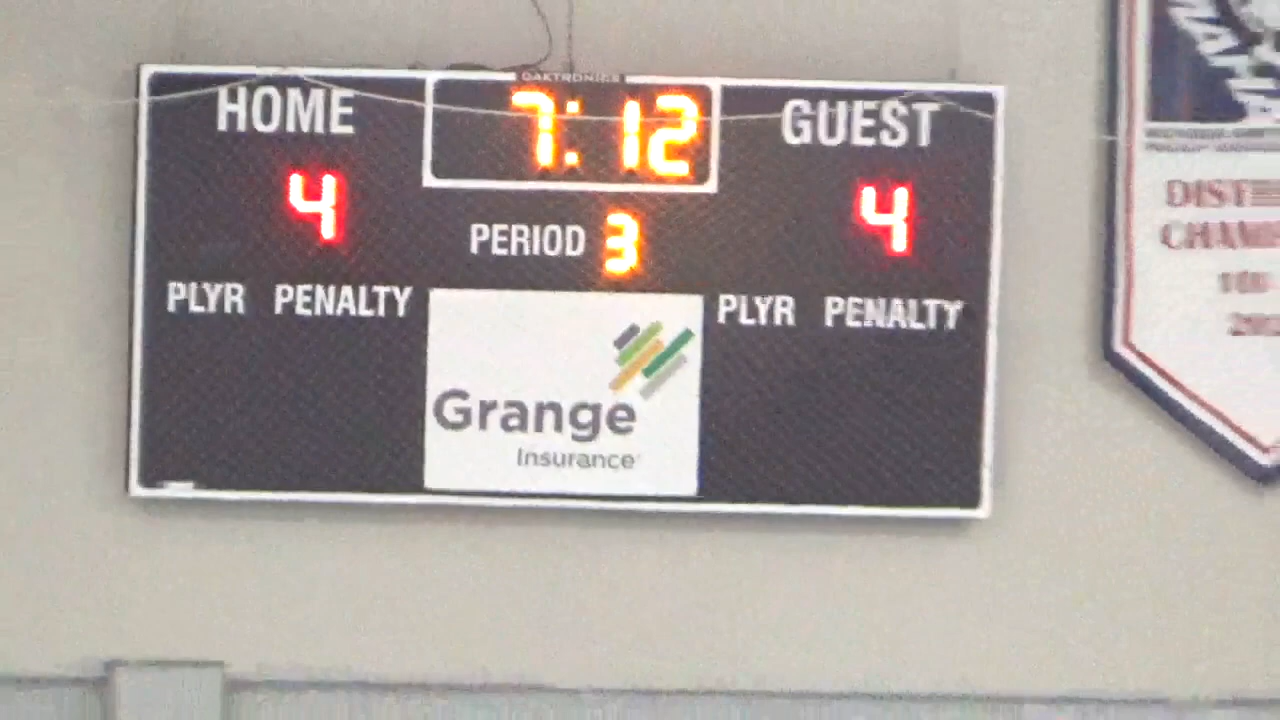 DAKTRONICS
HOME 7:12 GUEST
4 PERIOD 3 4
PLYR PENALTY PLYR PENALTY
Grange
Insurance
DIST
CHAM